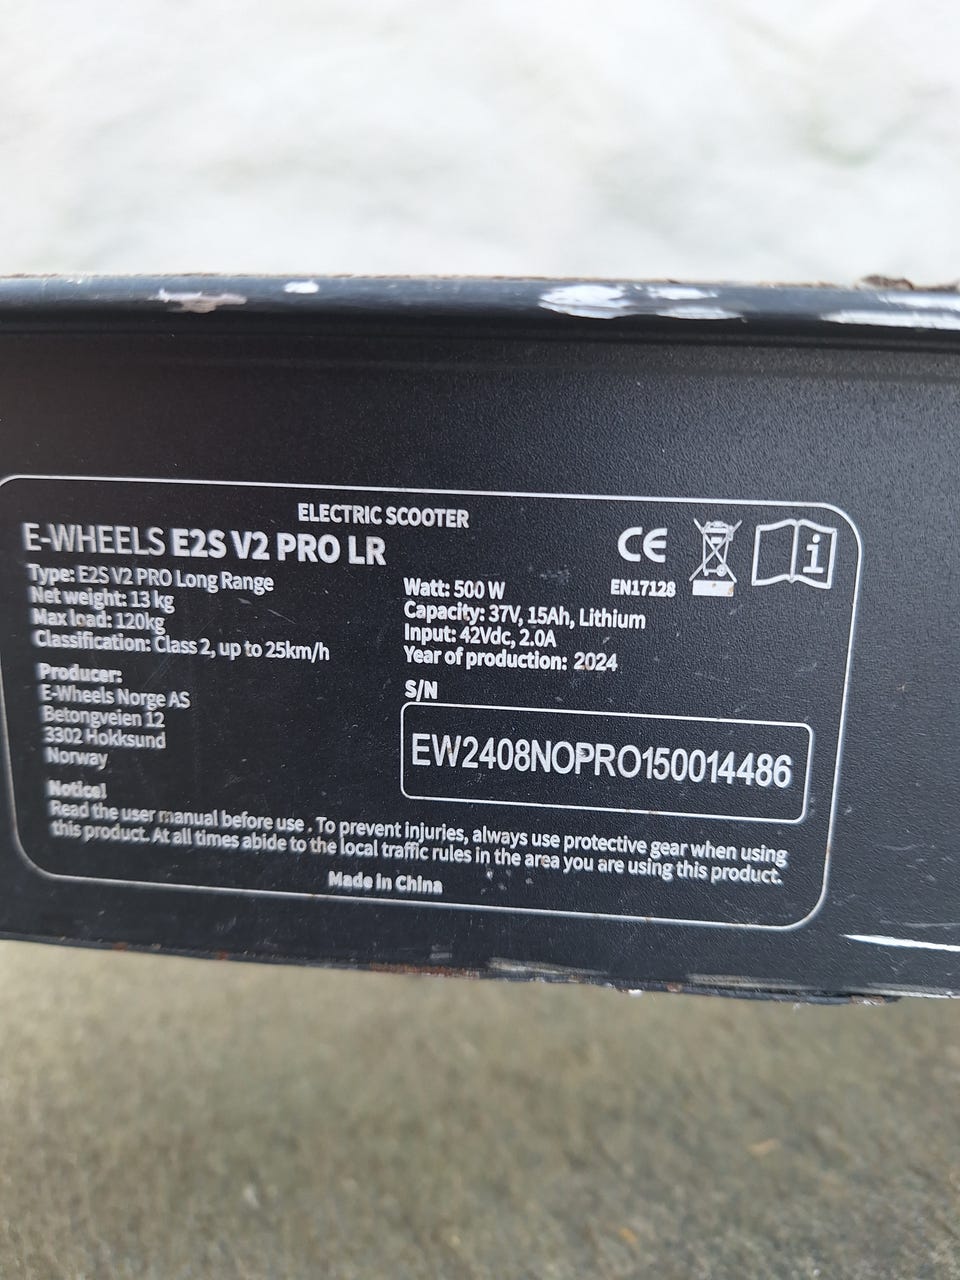 ELECTRIC SCOOTER
E-WHEELS E2S V2 PRO LR
Type: E2S V2 PRO Long Range
Net weight: 13 kg
Max load: 120kg
Classification: Class 2, up to 25km/h
Producer:
E-Wheels Norge AS
Betongveien 12
3302 Hokksund
Norway
CE
EN17128
i
Watt: 500 W
Capacity: 37V, 15Ah, Lithium
Input: 42Vdc, 2.0A
Year of production: 2024
S/N
EW2408NOPRO150014486
Notice!
Read the user manual before use . To prevent injuries, always use protective gear when using
this product. At all times abide to the local traffic rules in the area you are using this product.
Made in China